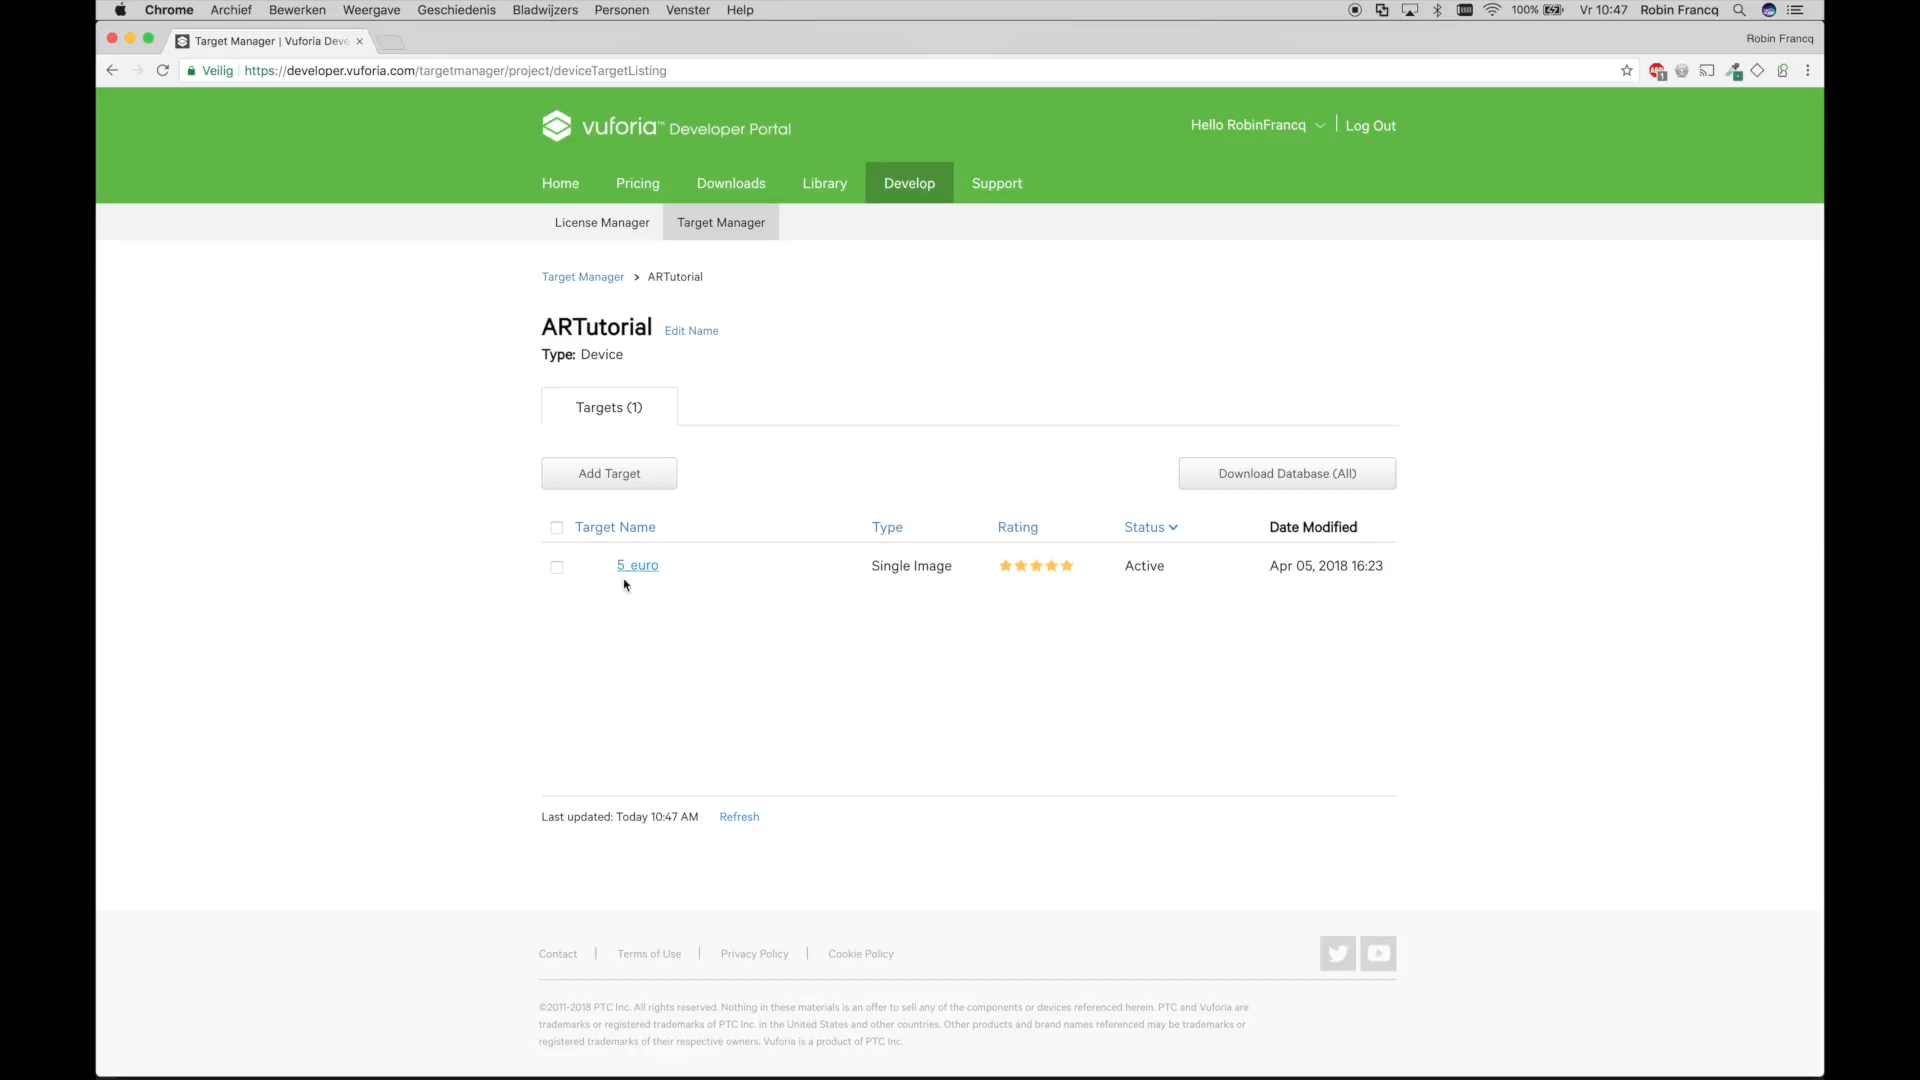 Chrome Archief Bewerken Weergave Geschiedenis Bladwijzers Personen Venster Help 100% Vr 10:47 Robin Francq
Target Manager | Vuforia Deve Robin Francq
Veilig https://developer.vuforia.com/targetmanager/project/deviceTargetListing
vuforia™ Developer Portal Hello RobinFrancq Log Out
Home Pricing Downloads Library Develop Support
License Manager Target Manager
Target Manager > ARTutorial
ARTutorial Edit Name
Type: Device
Targets (1)
Add Target Download Database (All)
Target Name Type Rating Status Date Modified
5_euro Single Image Active Apr 05, 2018 16:23
Last updated: Today 10:47 AM Refresh
Contact | Terms of Use | Privacy Policy | Cookie Policy
©2011-2018 PTC Inc. All rights reserved. Nothing in these materials is an offer to sell any of the components or devices referenced herein. PTC and Vuforia are
trademarks or registered trademarks of PTC Inc. in the United States and other countries. Other products and brand names referenced may be trademarks or
registered trademarks of their respective owners. Vuforia is a product of PTC Inc.